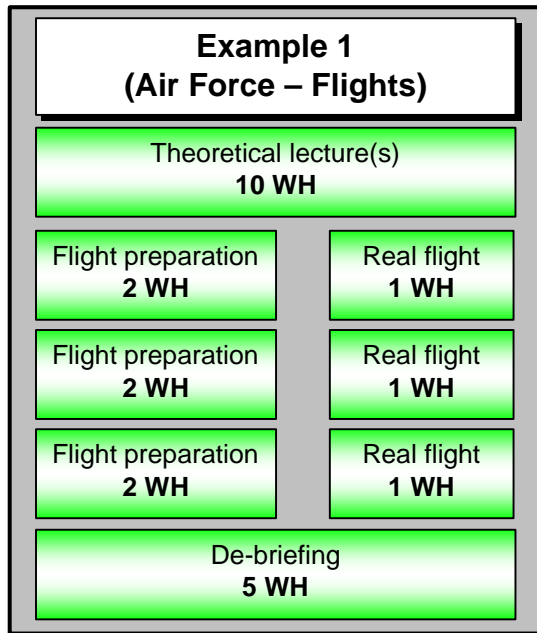 Example 1
(Air Force – Flights)
Theoretical lecture(s)
10 WH
Flight preparation
2 WH
Real flight
1 WH
Flight preparation
2 WH
Real flight
1 WH
Flight preparation
2 WH
Real flight
1 WH
De-briefing
5 WH